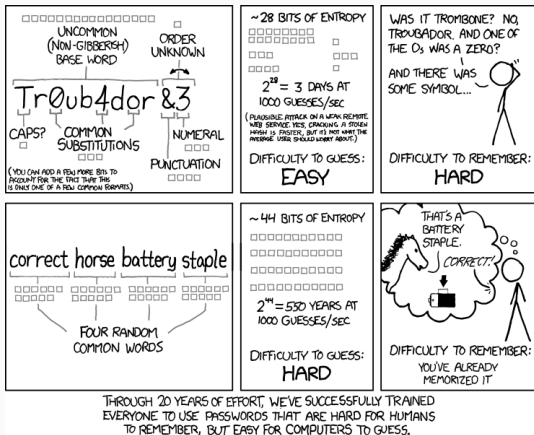 UNCOMMON
(NON-GIBBERISH)
BASE WORD
ORDER
UNKNOWN
Tr0ub4dor &3
CAPS?
COMMON
SUBSTITUTIONS
NUMERAL
PUNCTUATION
(YOU CAN ADD A FEW MORE BITS TO
ACCOUNT FOR THE FACT THAT THIS
IS ONLY ONE OF A FEW COMMON FORMATS.)
~28 BITS OF ENTROPY
2^28 = 3 DAYS AT
1000 GUESSES/SEC
(PLAUSIBLE ATTACK ON A WEAK REMOTE
WEB SERVICE. YES, CRACKING A STOLEN
HASH IS FASTER, BUT IT'S NOT WHAT THE
AVERAGE USER SHOULD WORRY ABOUT.)
DIFFICULTY TO GUESS:
EASY
WAS IT TROMBONE? NO,
TROUBADOR. AND ONE OF
THE Os WAS A ZERO?
AND THERE WAS
SOME SYMBOL...
DIFFICULTY TO REMEMBER:
HARD
correct horse battery staple
FOUR RANDOM
COMMON WORDS
~44 BITS OF ENTROPY
2^44 = 550 YEARS AT
1000 GUESSES/SEC
DIFFICULTY TO GUESS:
HARD
THAT'S A
BATTERY
STAPLE.
CORRECT!
DIFFICULTY TO REMEMBER:
YOU'VE ALREADY
MEMORIZED IT
THROUGH 20 YEARS OF EFFORT, WE'VE SUCCESSFULLY TRAINED
EVERYONE TO USE PASSWORDS THAT ARE HARD FOR HUMANS
TO REMEMBER, BUT EASY FOR COMPUTERS TO GUESS.